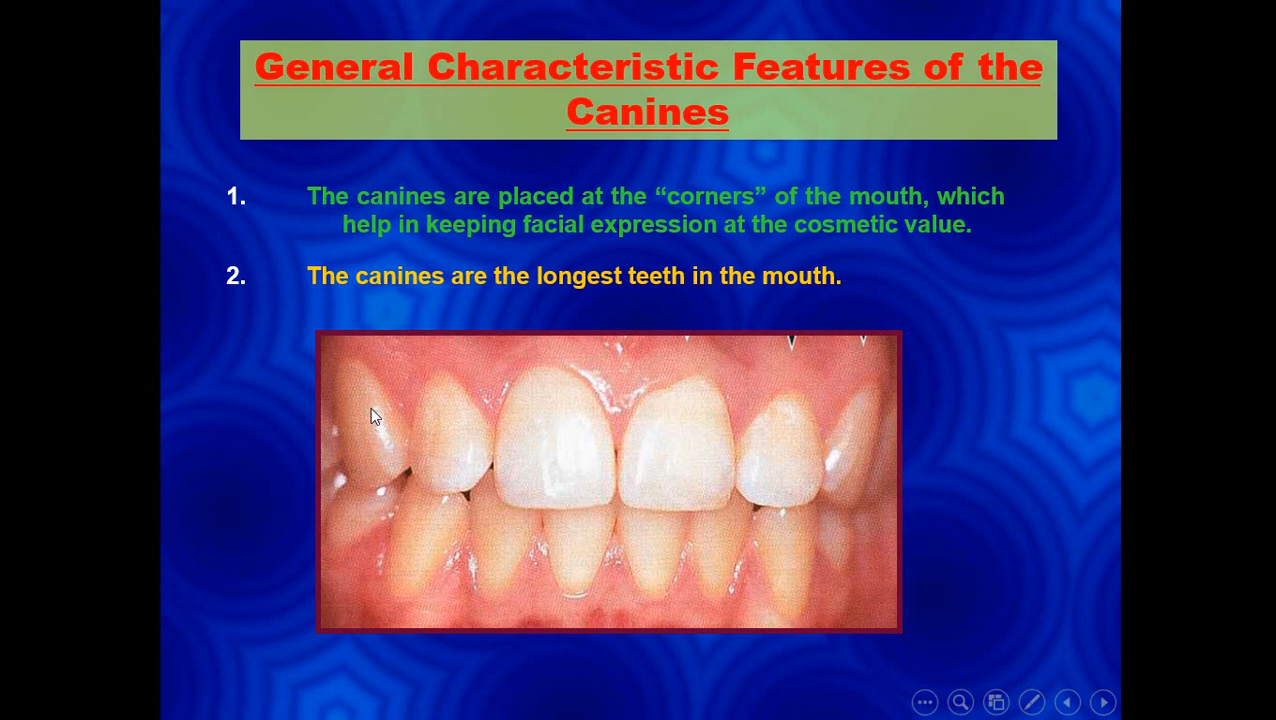 General Characteristic Features of the
Canines
1. The canines are placed at the “corners” of the mouth, which
help in keeping facial expression at the cosmetic value.
2. The canines are the longest teeth in the mouth.